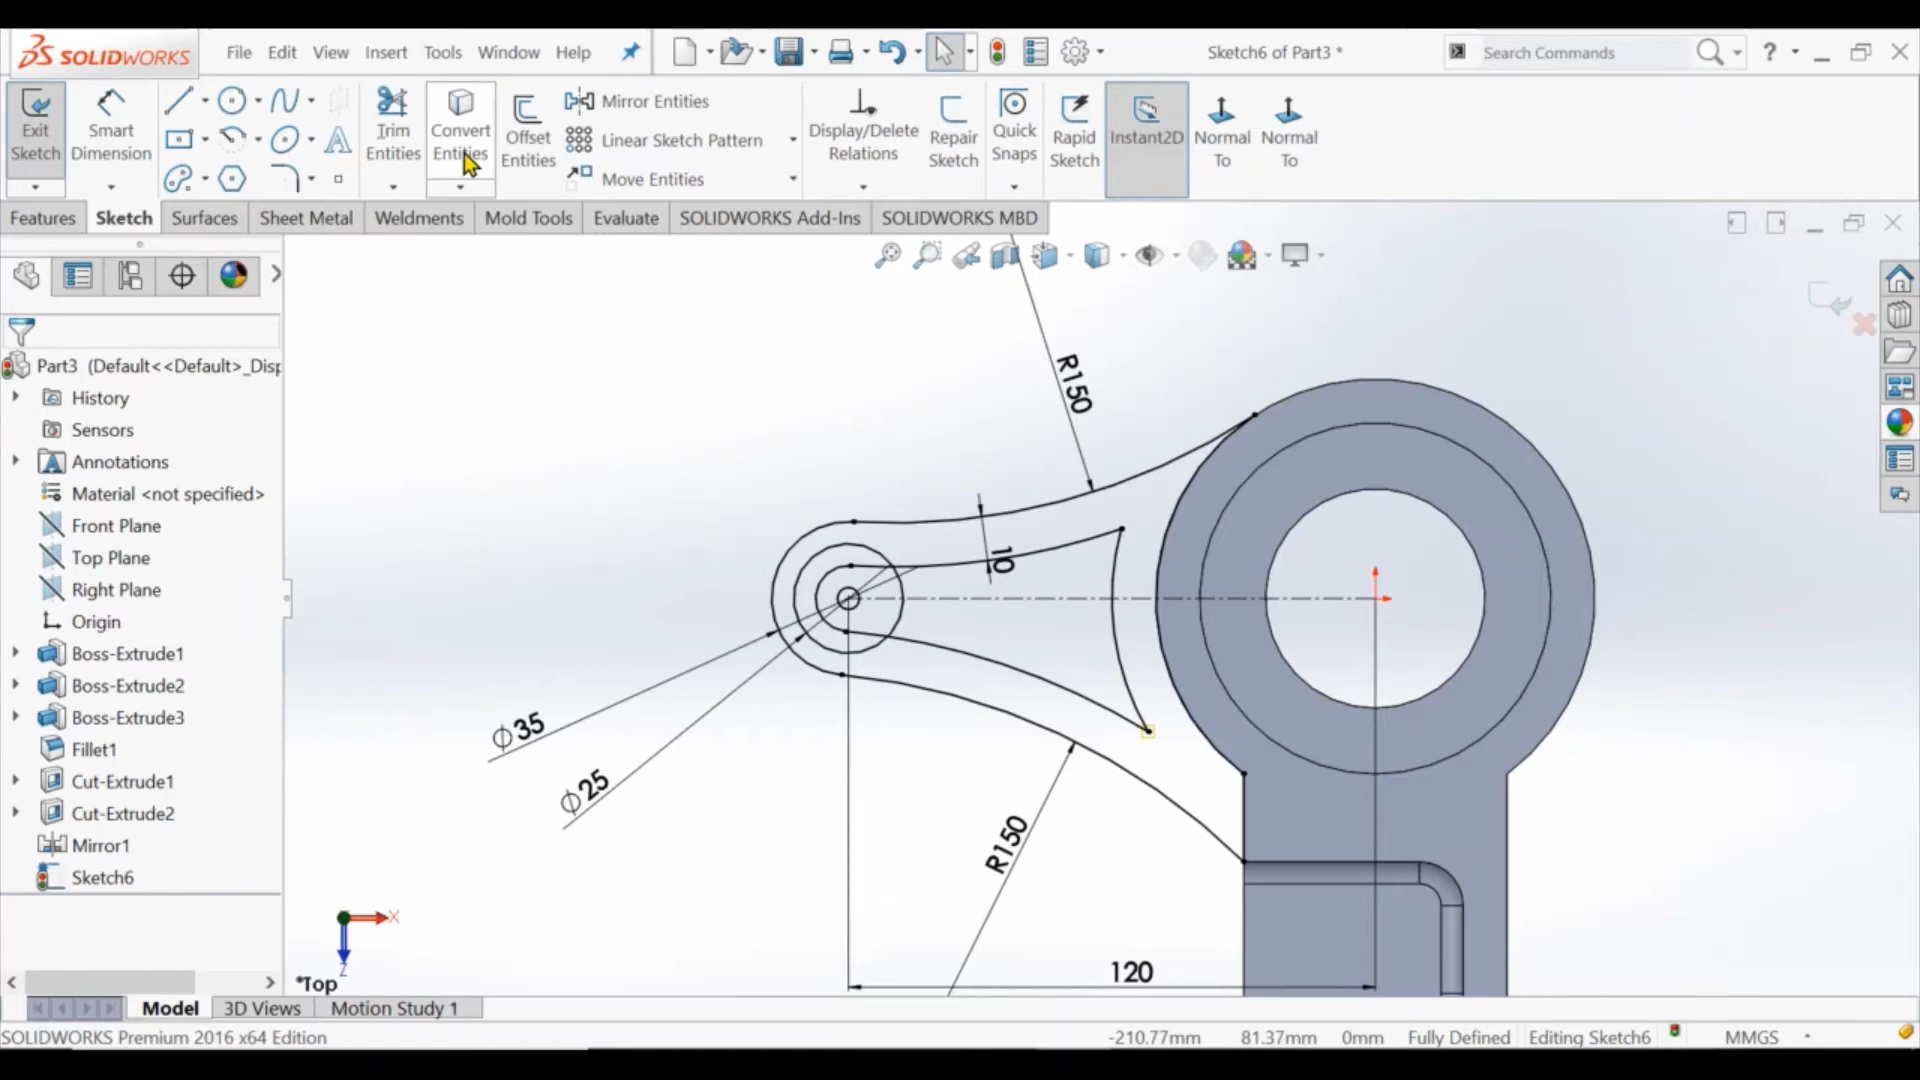 SOLIDWORKS File Edit View Insert Tools Window Help Sketch6 of Part3 * Search Commands ?
Exit Sketch
Smart Dimension
Trim Entities
Convert Entities
Offset Entities
Mirror Entities
Linear Sketch Pattern
Move Entities
Display/Delete Relations
Repair Sketch
Quick Snaps
Rapid Sketch
Instant2D
Normal To
Normal To
Features Sketch Surfaces Sheet Metal Weldments Mold Tools Evaluate SOLIDWORKS Add-Ins SOLIDWORKS MBD
Part3 (Default<<Default>_Disp
History
Sensors
Annotations
Material <not specified>
Front Plane
Top Plane
Right Plane
Origin
Boss-Extrude1
Boss-Extrude2
Boss-Extrude3
Fillet1
Cut-Extrude1
Cut-Extrude2
Mirror1
Sketch6
R150
10
∅35
∅25
R150
120
X
Z
*Top
Model 3D Views Motion Study 1
SOLIDWORKS Premium 2016 x64 Edition -210.77mm 81.37mm 0mm Fully Defined Editing Sketch6 MMGS